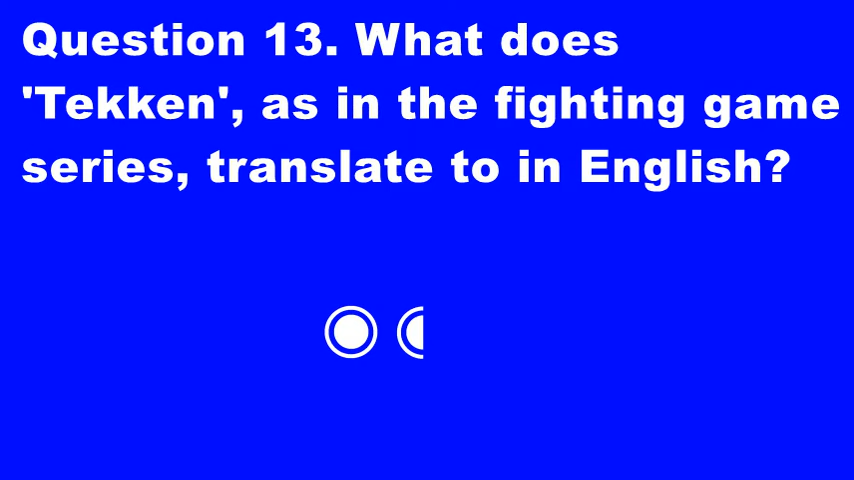 Question 13. What does
'Tekken', as in the fighting game
series, translate to in English?